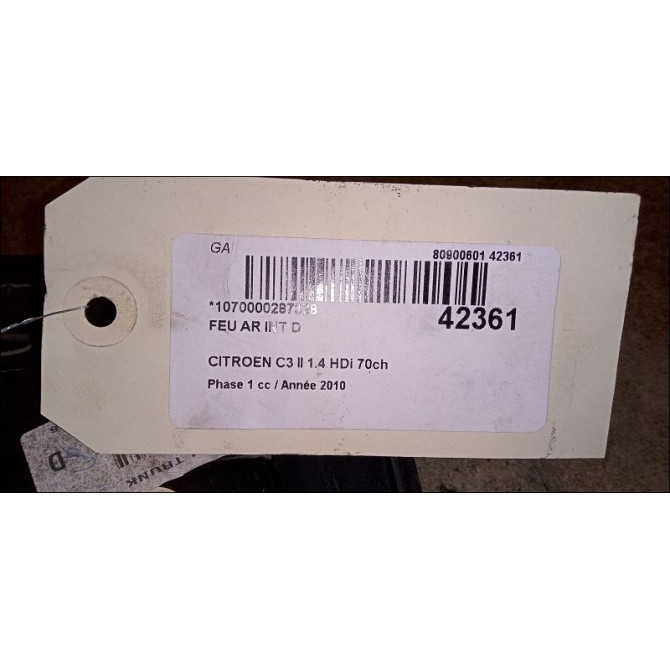 GA
80900601 42361
42361
FEU AR INT D
CITROEN C3 II 1.4 HDi 70ch
Phase 1 cc / Année 2010
TRUNK
D